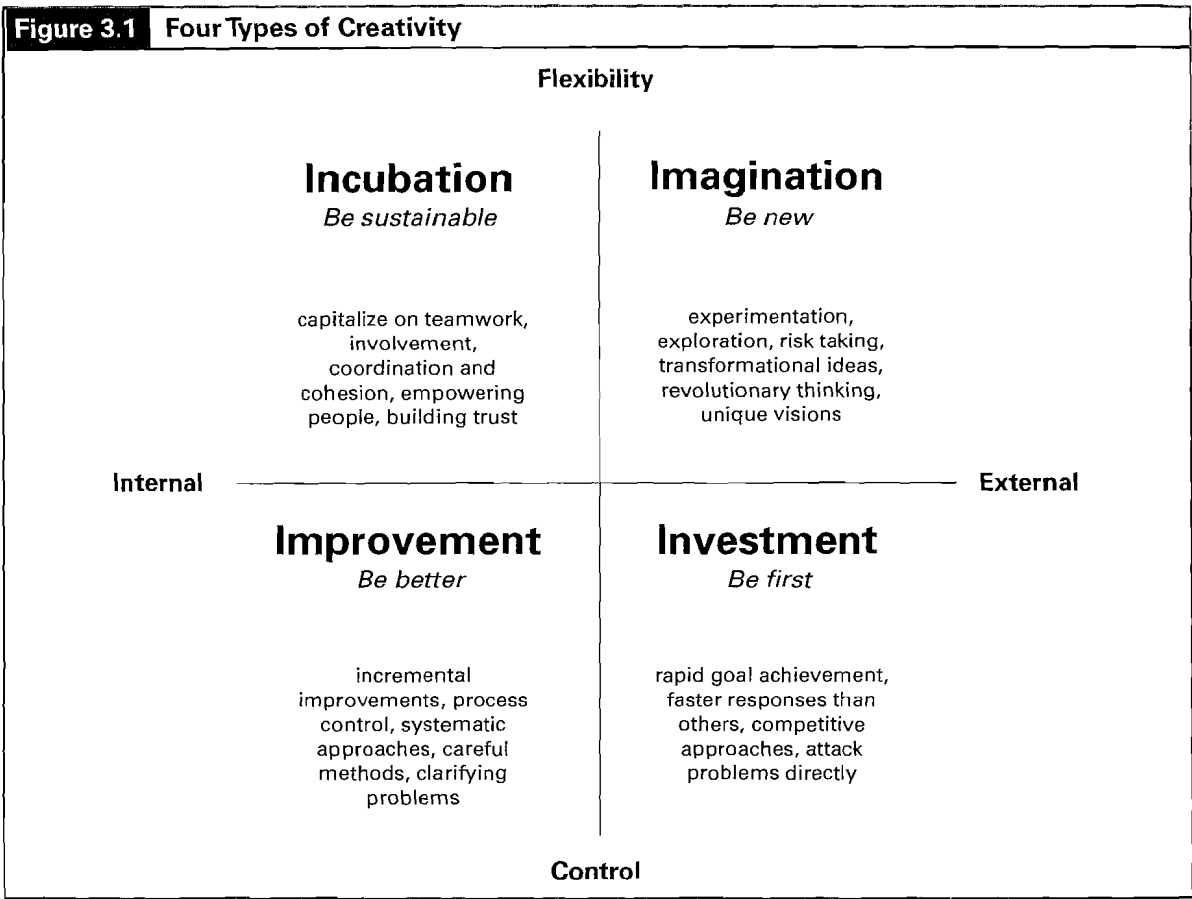 Figure 3.1 Four Types of Creativity
Flexibility
Incubation
Be sustainable
capitalize on teamwork,
involvement,
coordination and
cohesion, empowering
people, building trust
Imagination
Be new
experimentation,
exploration, risk taking,
transformational ideas,
revolutionary thinking,
unique visions
Internal
External
Improvement
Be better
incremental
improvements, process
control, systematic
approaches, careful
methods, clarifying
problems
Investment
Be first
rapid goal achievement,
faster responses than
others, competitive
approaches, attack
problems directly
Control